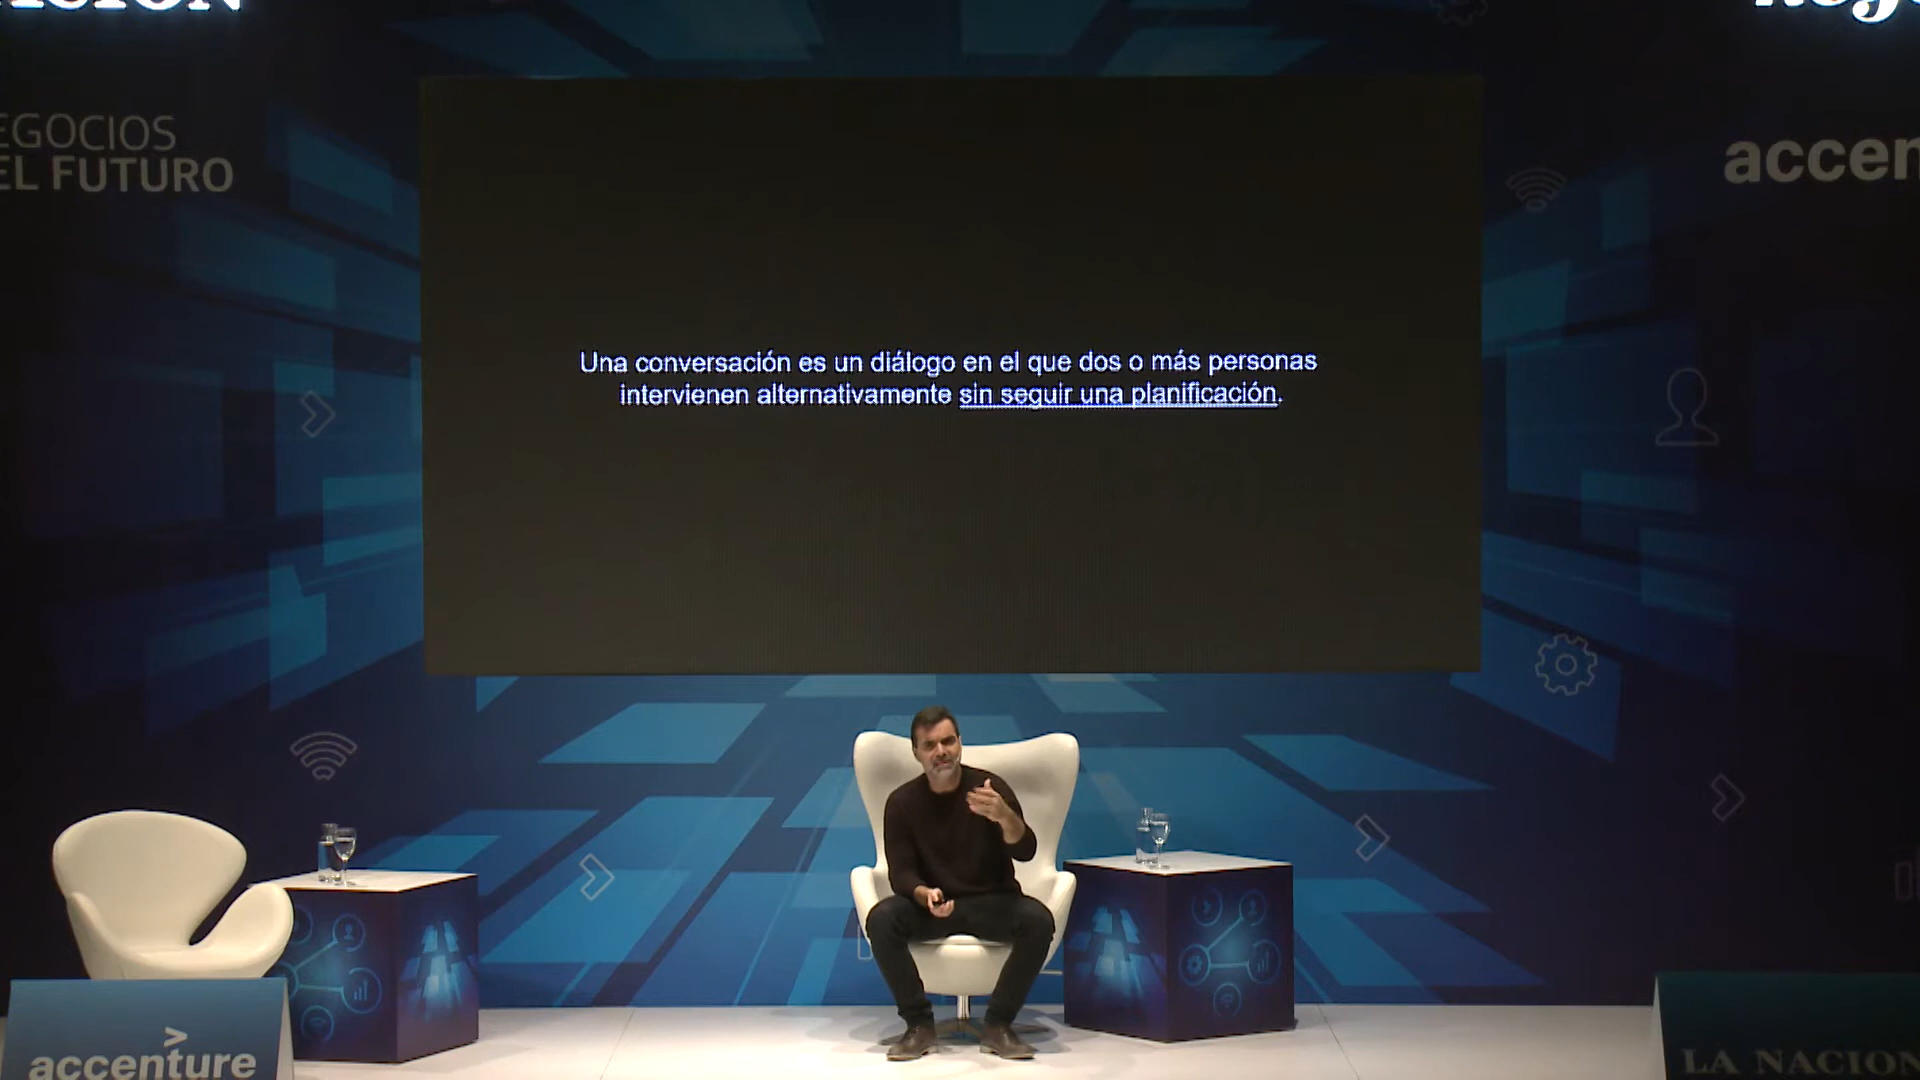 EGOCIOS
EL FUTURO
accen
Una conversación es un diálogo en el que dos o más personas
intervienen alternativamente sin seguir una planificación.
accenture
LA NACION